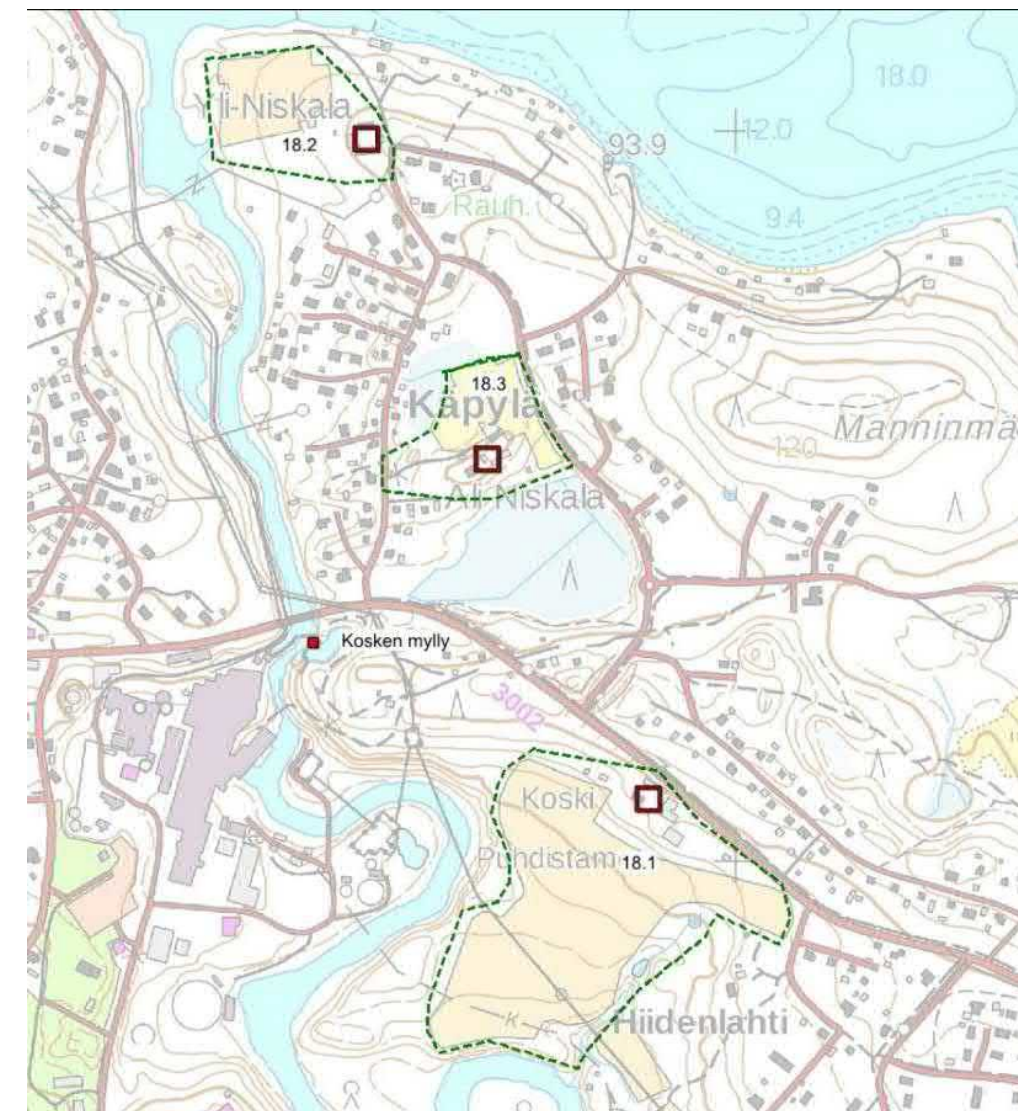 18.0
Yli-Niskala
12.0
18.2
93.9
Rauh.
9.4
18.3
Käpylä
Manninmä
120
Ali-Niskala
Kosken mylly
3002
Koski
Puhdistam
18.1
Hiidenlahti
K